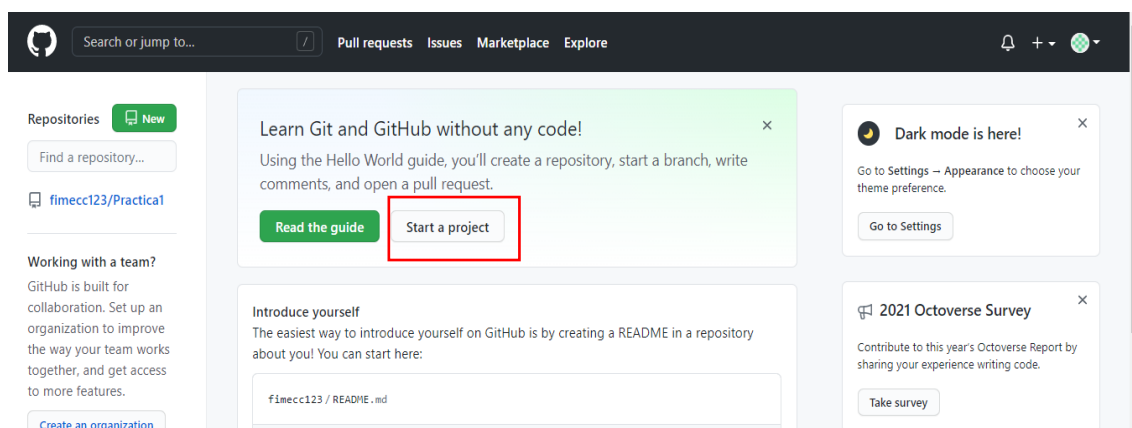 Search or jump to... /
Pull requests Issues Marketplace Explore
Repositories New
Find a repository...
fimecc123/Practica1
Working with a team?
GitHub is built for
collaboration. Set up an
organization to improve
the way your team works
together, and get access
to more features.
Create an organization
Learn Git and GitHub without any code!
Using the Hello World guide, you’ll create a repository, start a branch, write
comments, and open a pull request.
Read the guide Start a project
Introduce yourself
The easiest way to introduce yourself on GitHub is by creating a README in a repository
about you! You can start here:
fimecc123 / README.md
Dark mode is here!
Go to Settings → Appearance to choose your
theme preference.
Go to Settings
2021 Octoverse Survey
Contribute to this year's Octoverse Report by
sharing your experience writing code.
Take survey